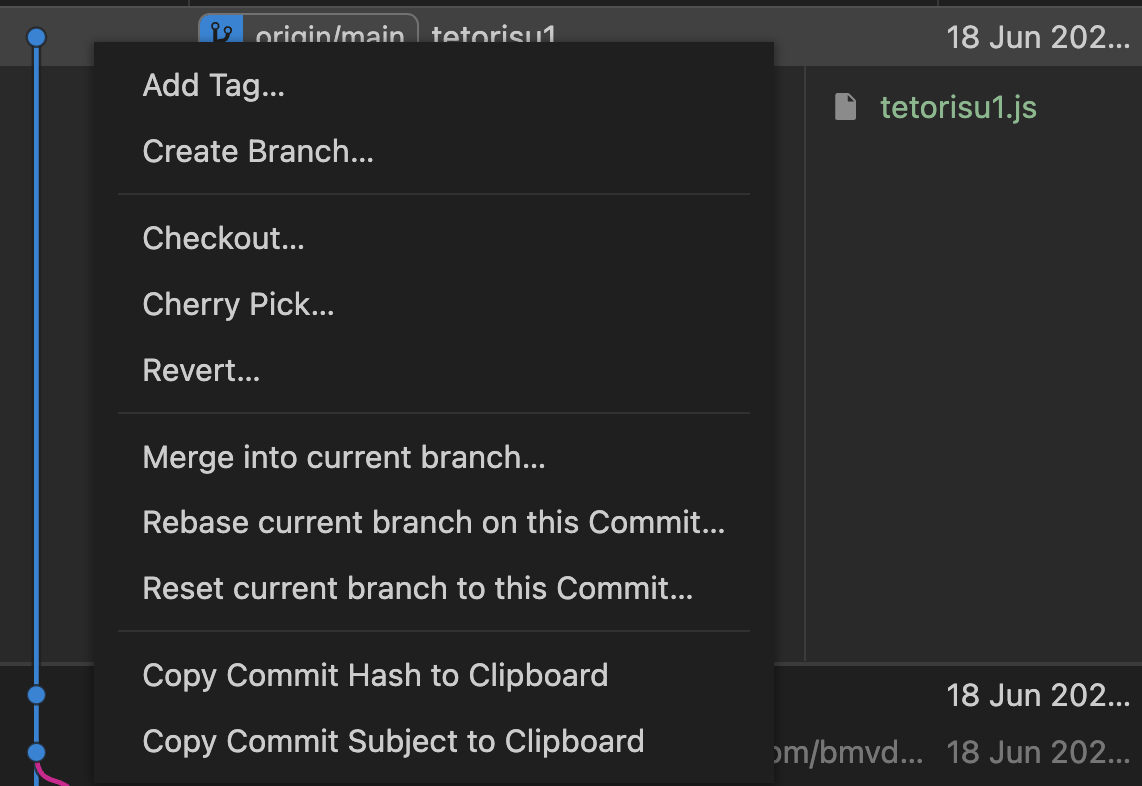 origin/main tetorisu1 18 Jun 202...
Add Tag...
tetorisu1.js
Create Branch...
Checkout...
Cherry Pick...
Revert...
Merge into current branch...
Rebase current branch on this Commit...
Reset current branch to this Commit...
Copy Commit Hash to Clipboard
18 Jun 202...
Copy Commit Subject to Clipboard
om/bmvd... 18 Jun 202...